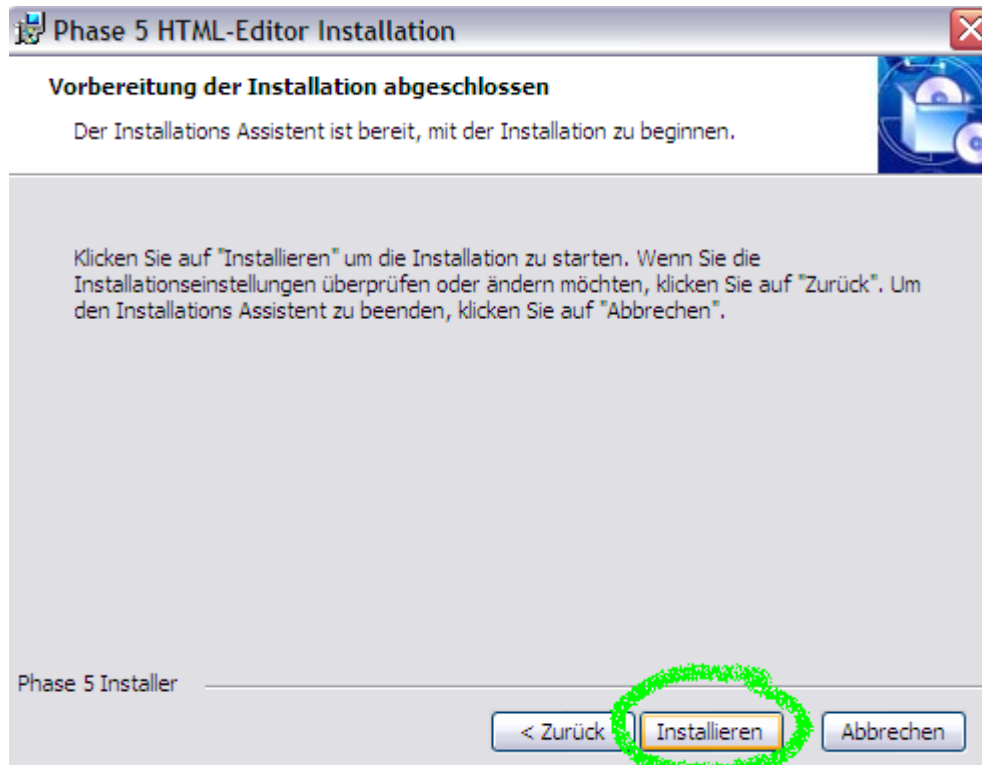 Phase 5 HTML-Editor Installation
Vorbereitung der Installation abgeschlossen
Der Installations Assistent ist bereit, mit der Installation zu beginnen.
Klicken Sie auf "Installieren" um die Installation zu starten. Wenn Sie die
Installationseinstellungen überprüfen oder ändern möchten, klicken Sie auf "Zurück". Um
den Installations Assistent zu beenden, klicken Sie auf "Abbrechen".
Phase 5 Installer
< Zurück Installieren Abbrechen